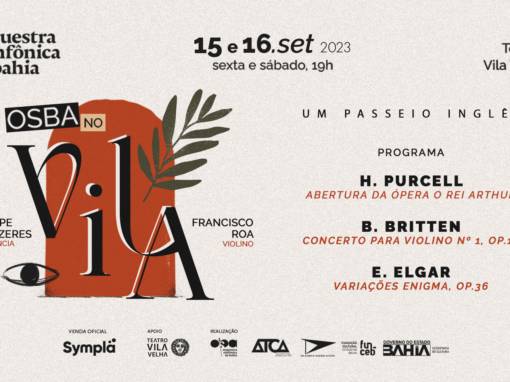 uestra
nfônica
bahia
15 e 16.set 2023
sexta e sábado, 19h
Te
Vila
OSBA NO
VilA
PE
ZERES
NCIA
FRANCISCO
ROA
VIOLINO
UM PASSEIO INGLÊ
PROGRAMA
H. PURCELL
ABERTURA DA ÓPERA O REI ARTHUR
B. BRITTEN
CONCERTO PARA VIOLINO Nº 1, OP.1
E. ELGAR
VARIAÇÕES ENIGMA, OP.36
VENDA OFICIAL
Sympla
APOIO
TEATRO
VILA
VELHA
REALIZAÇÃO
ATCA
funceb
GOVERNO DO ESTADO
BAHIA